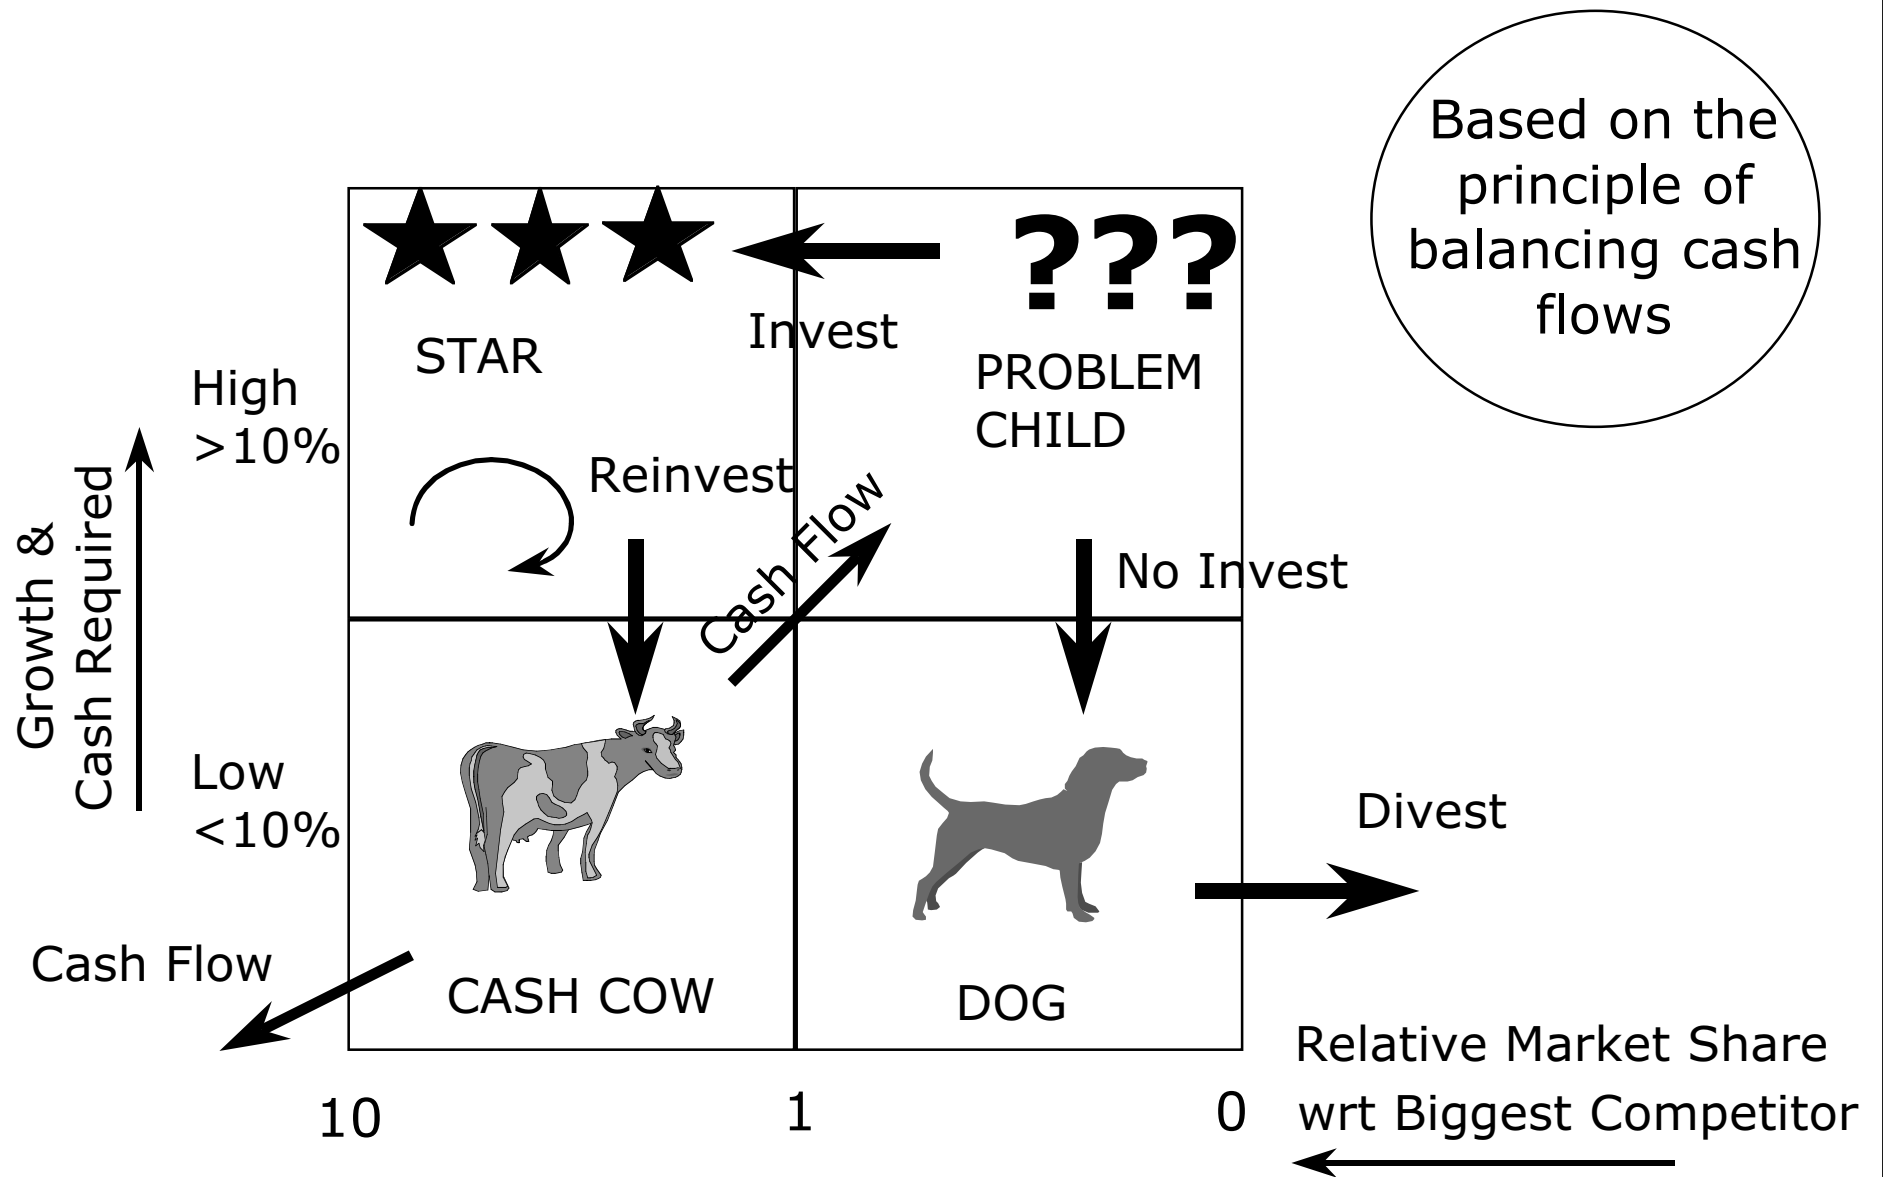 Based on the
principle of
balancing cash
flows
???
Invest
STAR
PROBLEM
CHILD
High
>10%
Reinvest
Cash Flow
No Invest
Growth &
Cash Required
Low
<10%
Divest
Cash Flow
CASH COW
DOG
Relative Market Share
wrt Biggest Competitor
10
1
0